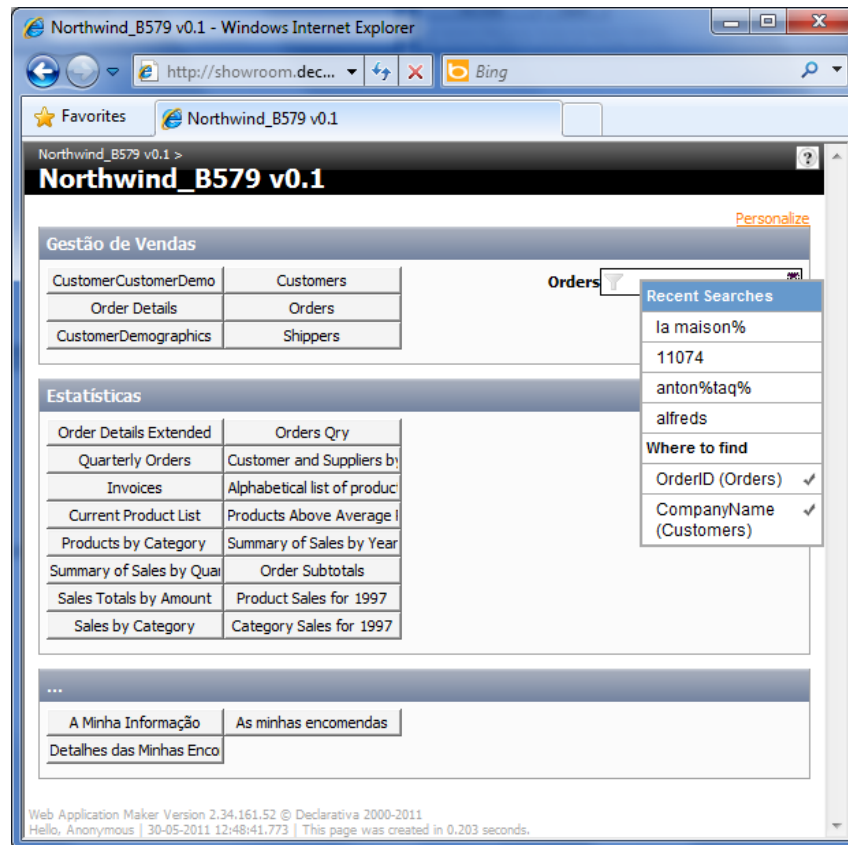 Northwind_B579 v0.1 - Windows Internet Explorer
http://showroom.dec...
Bing
Favorites
Northwind_B579 v0.1
Northwind_B579 v0.1 >
Northwind_B579 v0.1
?
Personalize
Gestão de Vendas
CustomerCustomerDemo Customers
Order Details Orders
CustomerDemographics Shippers
Orders
Recent Searches
la maison%
11074
anton%taq%
alfreds
Where to find
OrderID (Orders)
CompanyName
(Customers)
Estatísticas
Order Details Extended Orders Qry
Quarterly Orders Customer and Suppliers by
Invoices Alphabetical list of produc
Current Product List Products Above Average
Products by Category Summary of Sales by Year
Summary of Sales by Qua Order Subtotals
Sales Totals by Amount Product Sales for 1997
Sales by Category Category Sales for 1997
...
A Minha Informação As minhas encomendas
Detalhes das Minhas Enco
Web Application Maker Version 2.34.161.52 © Declarativa 2000-2011
Hello, Anonymous | 30-05-2011 12:48:41.773 | This page was created in 0.203 seconds.